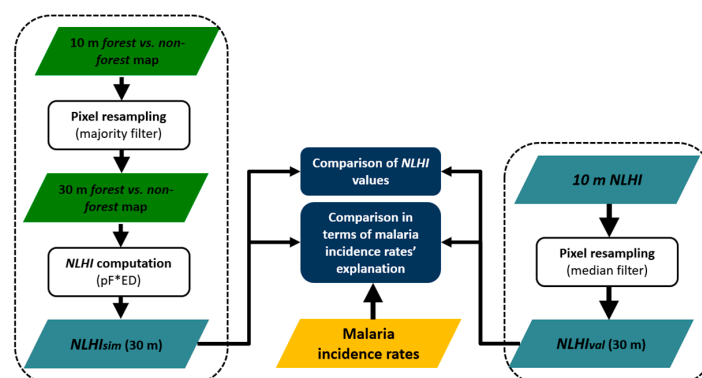 10 m forest vs. non-
forest map
Pixel resampling
(majority filter)
30 m forest vs. non-
forest map
NLHI computation
(pF*ED)
NLHIsim (30 m)
Comparison of NLHI
values
Comparison in
terms of malaria
incidence rates'
explanation
Malaria
incidence rates
10 m NLHI
Pixel resampling
(median filter)
NLHIval (30 m)